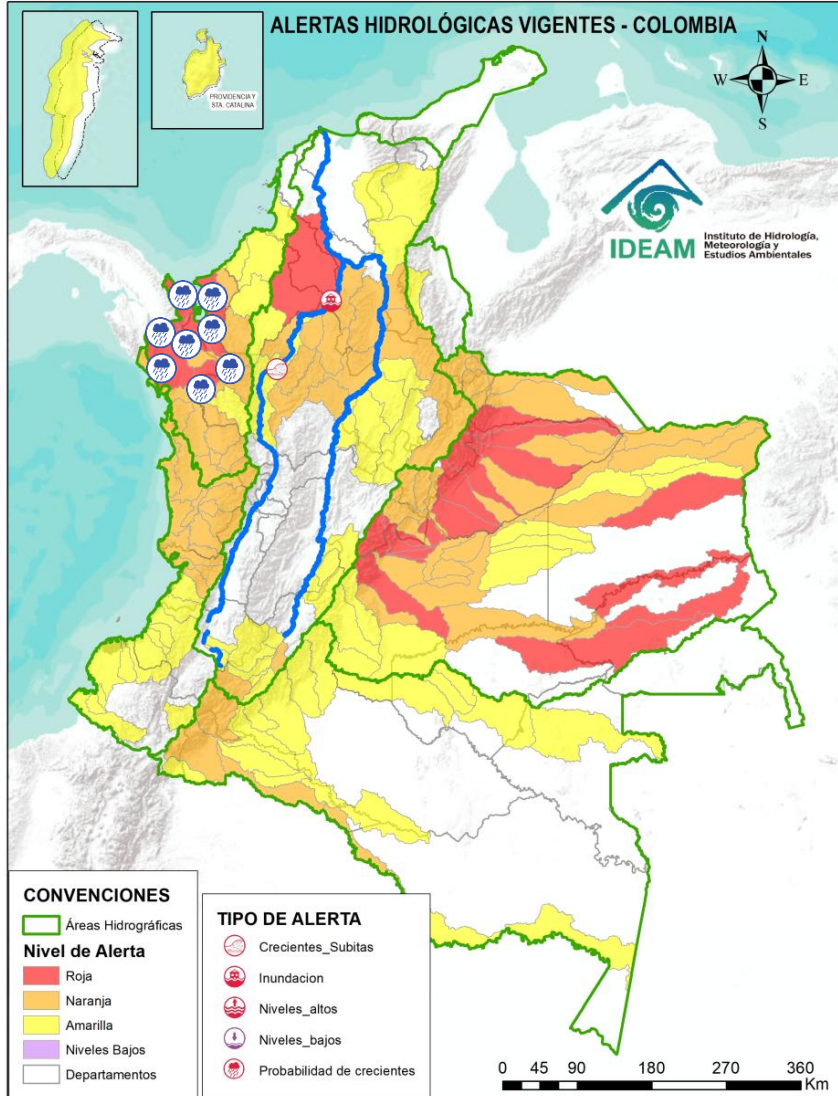 ALERTAS HIDROLÓGICAS VIGENTES - COLOMBIA
PROVIDENCIA Y
STA. CATALINA
N
W
E
S
IDEAM
Instituto de Hidrología,
Meteorología y
Estudios Ambientales
CONVENCIONES
Áreas Hidrográficas
Nivel de Alerta
Roja
Naranja
Amarilla
Niveles Bajos
Departamentos
TIPO DE ALERTA
Crecientes_Subitas
Inundacion
Niveles_altos
Niveles_bajos
Probabilidad de crecientes
0 45 90 180 270 360
Km